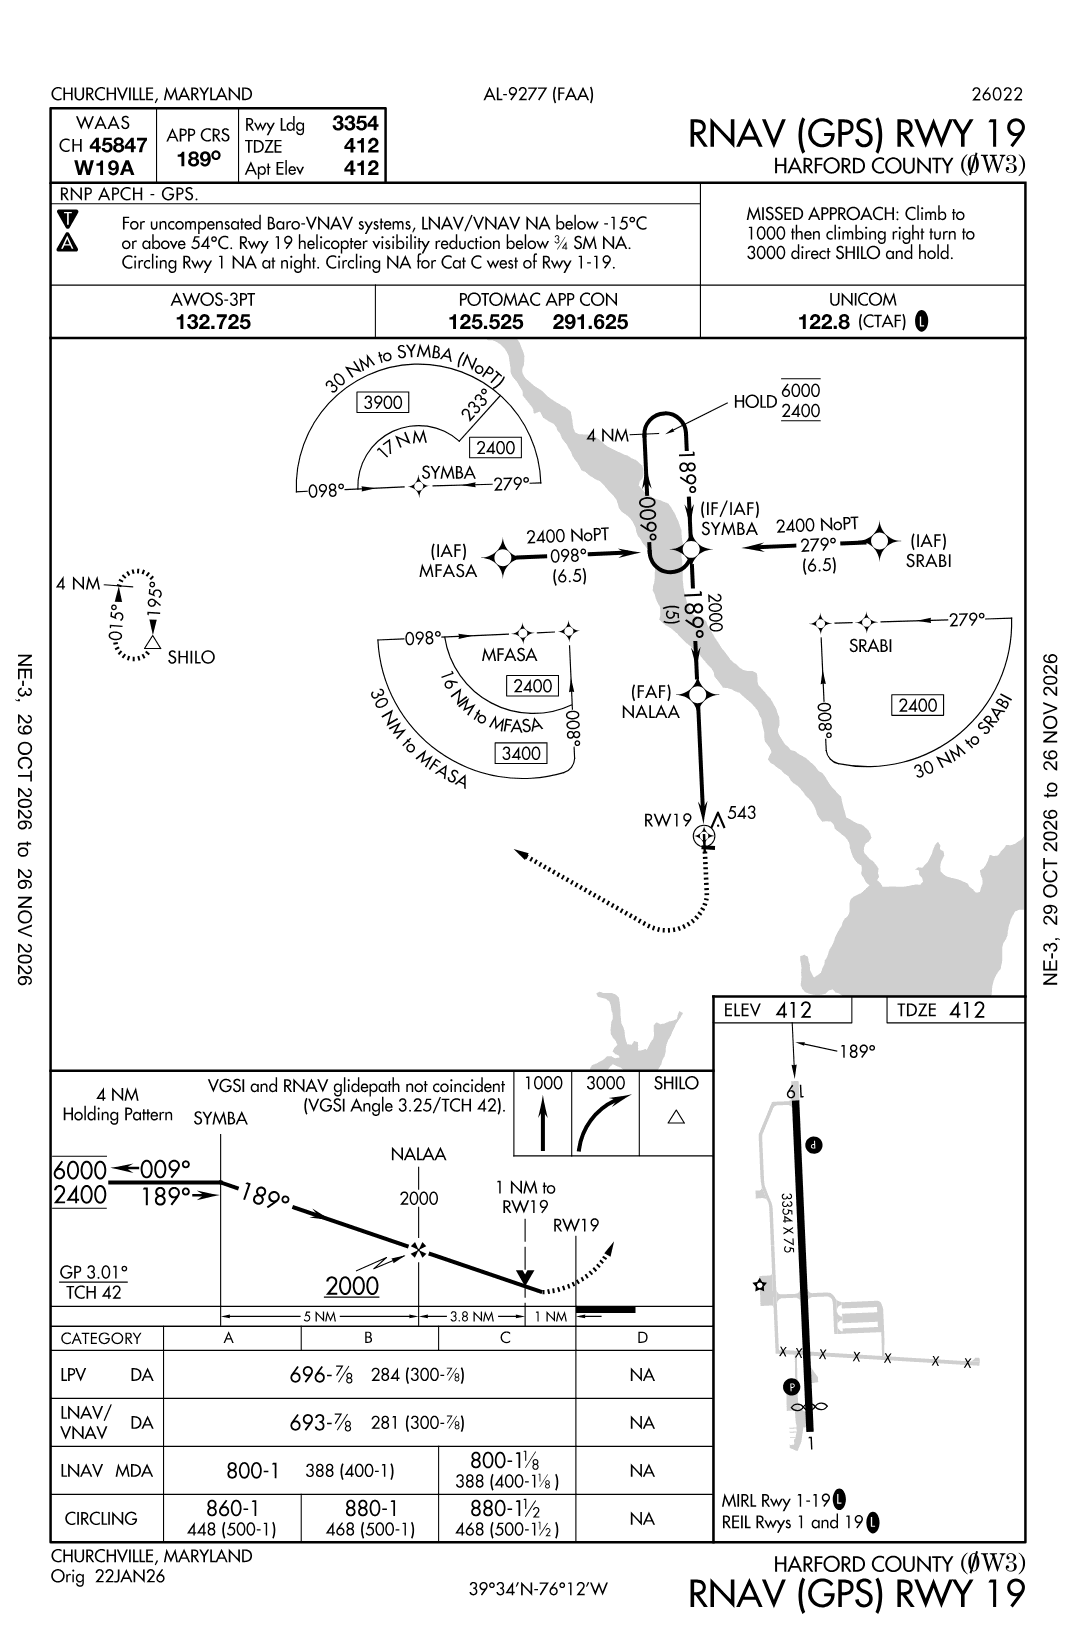 CHURCHVILLE, MARYLAND
AL-9277 (FAA)
26022
WAAS
CH 45847
W19A
APP CRS
189°
Rwy Ldg 3354
TDZE 412
Apt Elev 412
RNAV (GPS) RWY 19
HARFORD COUNTY (0W3)
RNP APCH - GPS.
T
A
For uncompensated Baro-VNAV systems, LNAV/VNAV NA below -15°C
or above 54°C. Rwy 19 helicopter visibility reduction below ¾ SM NA.
Circling Rwy 1 NA at night. Circling NA for Cat C west of Rwy 1-19.
MISSED APPROACH: Climb to
1000 then climbing right turn to
3000 direct SHILO and hold.
AWOS-3PT
132.725
POTOMAC APP CON
125.525 291.625
UNICOM
122.8 (CTAF) L
30 NM to SYMBA (NoPT)
3900
233°
17 NM
2400
SYMBA
098°
279°
HOLD 6000
2400
4 NM
189°
009°
(IF/IAF)
SYMBA
2400 NoPT
098°
(6.5)
(IAF)
MFASA
2400 NoPT
279°
(6.5)
(IAF)
SRABI
4 NM
015°
195°
SHILO
2000
189°
(5)
098°
MFASA
2400
16 NM to MFASA
3400
30 NM to MFASA
008°
279°
SRABI
2400
008°
30 NM to SRABI
(FAF)
NALAA
RW19
543
NE-3, 29 OCT 2026 to 26 NOV 2026
NE-3, 29 OCT 2026 to 26 NOV 2026
ELEV 412
TDZE 412
189°
19
P
3354 X 75
X X X X X X X
P
1
MIRL Rwy 1-19 L
REIL Rwys 1 and 19 L
4 NM
Holding Pattern
SYMBA
VGSI and RNAV glidepath not coincident
(VGSI Angle 3.25/TCH 42).
1000
3000
SHILO
6000
2400
009°
189°
189°
NALAA
2000
1 NM to
RW19
RW19
2000
GP 3.01°
TCH 42
5 NM
3.8 NM
1 NM
CATEGORY A B C D
LPV DA 696-⅞ 284 (300-⅞) NA
LNAV/
VNAV DA 693-⅞ 281 (300-⅞) NA
LNAV MDA 800-1 388 (400-1) 800-1⅛
388 (400-1⅛) NA
CIRCLING 860-1
448 (500-1) 880-1
468 (500-1) 880-1½
468 (500-1½) NA
CHURCHVILLE, MARYLAND
Orig 22JAN26
39°34'N-76°12'W
HARFORD COUNTY (0W3)
RNAV (GPS) RWY 19